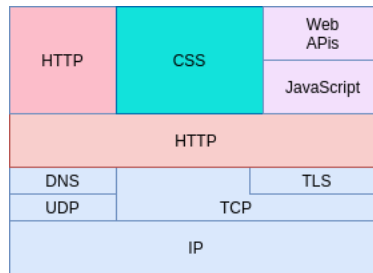 HTTP
CSS
Web
APis
JavaScript
HTTP
DNS
TLS
UDP
TCP
IP